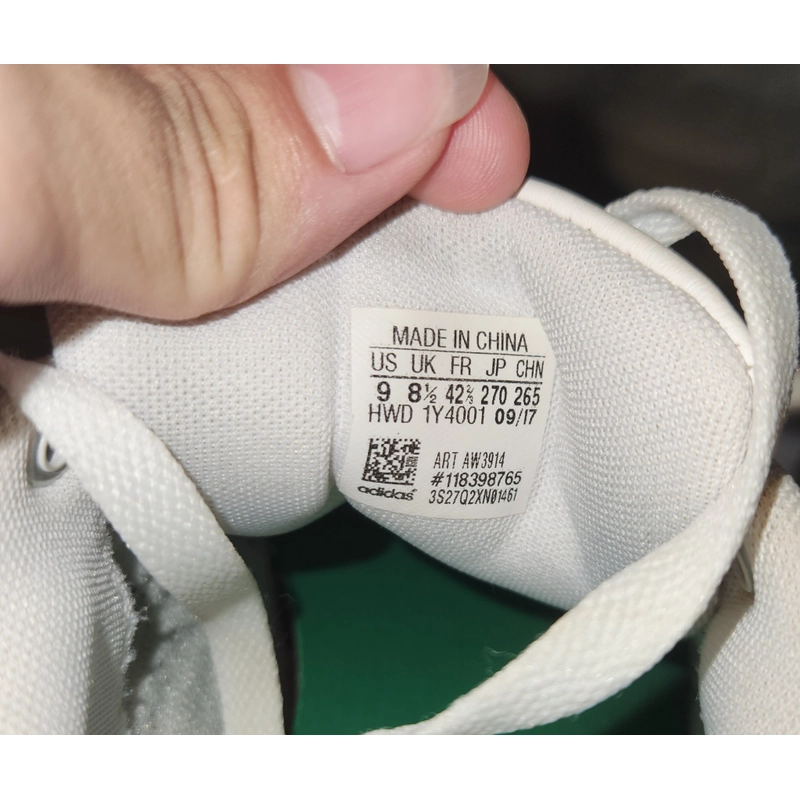 MADE IN CHINA
US UK FR JP CHN
9 8½ 42⅔ 270 265
HWD 1Y4001 09/17
ART AW3914
#118398765
3S27Q2XN01461
adidas